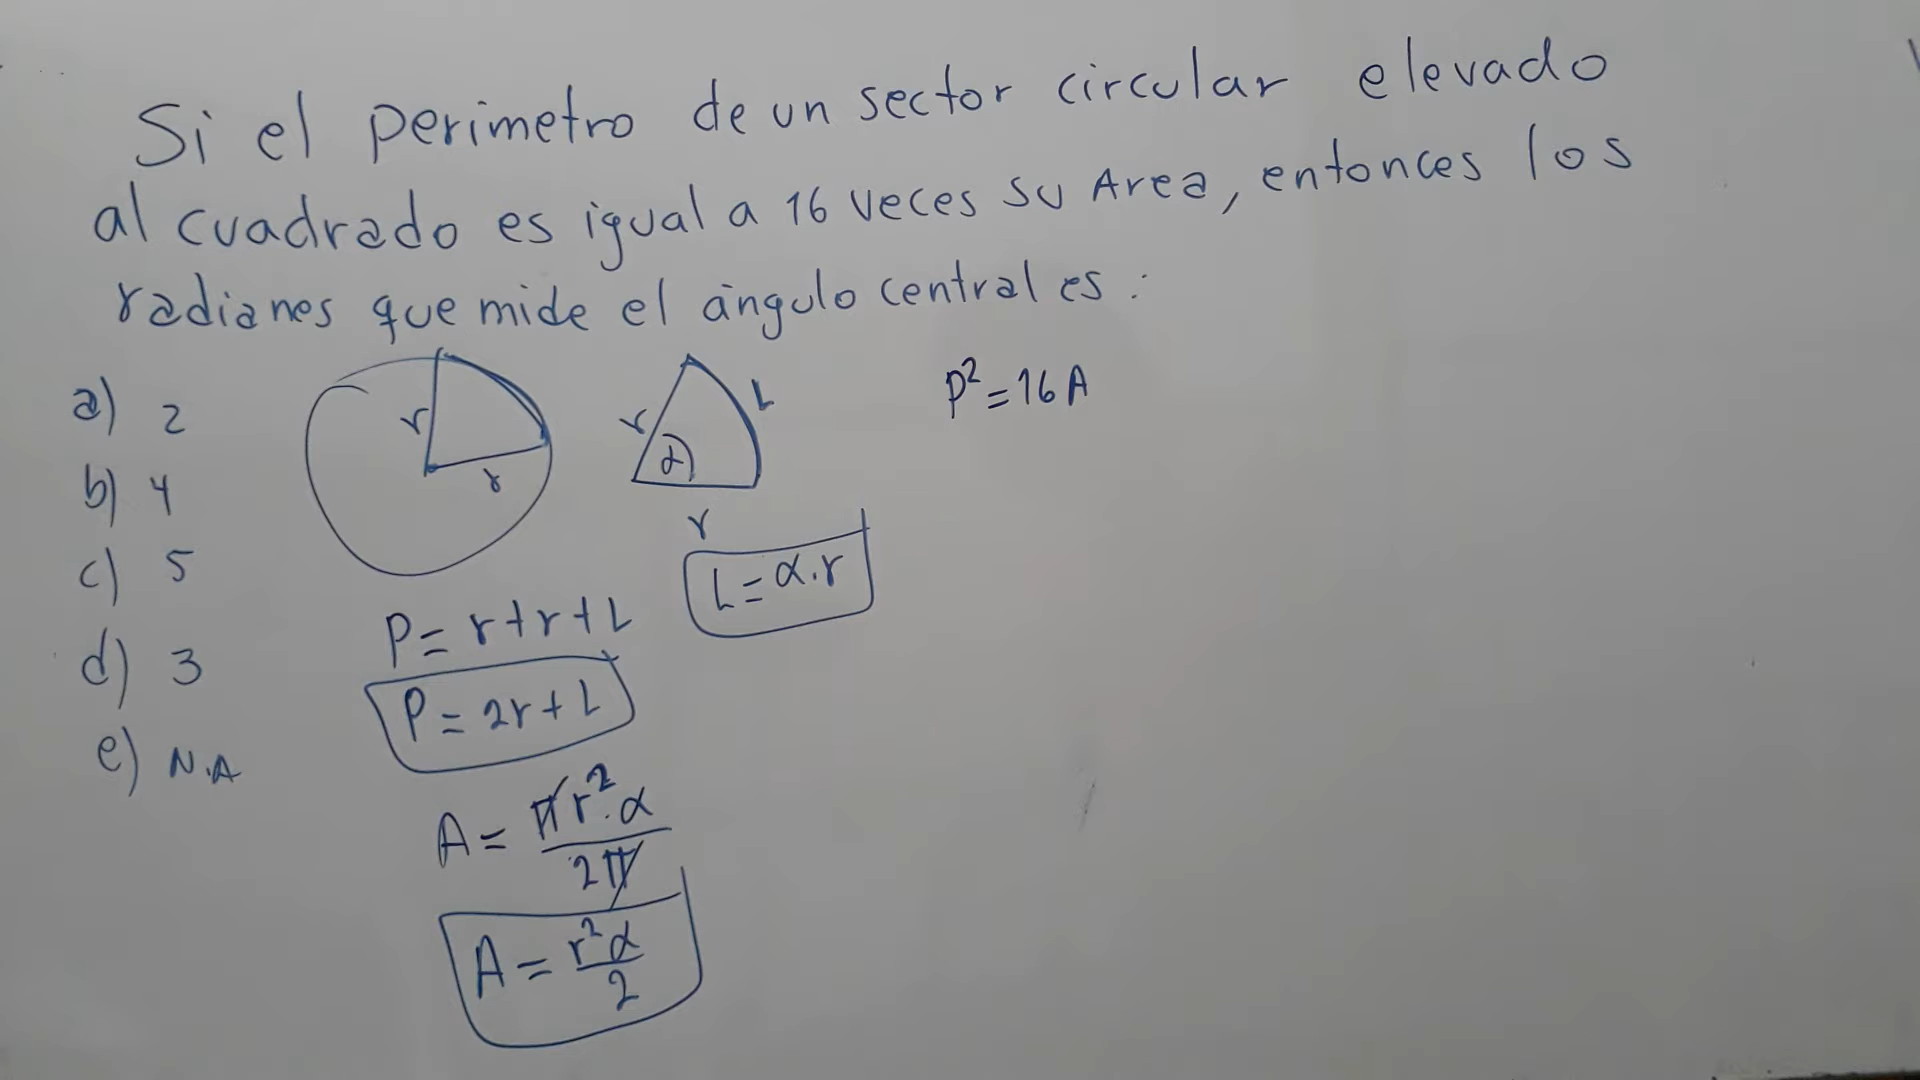 Si el perimetro de un sector circular elevado
al cuadrado es igual a 16 veces su Area, entonces los
radianes que mide el ángulo central es :
a) 2
b) 4
c) 5
d) 3
e) N.A
r
r
r
α
L
r
L = α.r
P = r + r + L
P = 2r + L
A = πr².α / 2π
A = r²α / 2
P² = 16 A